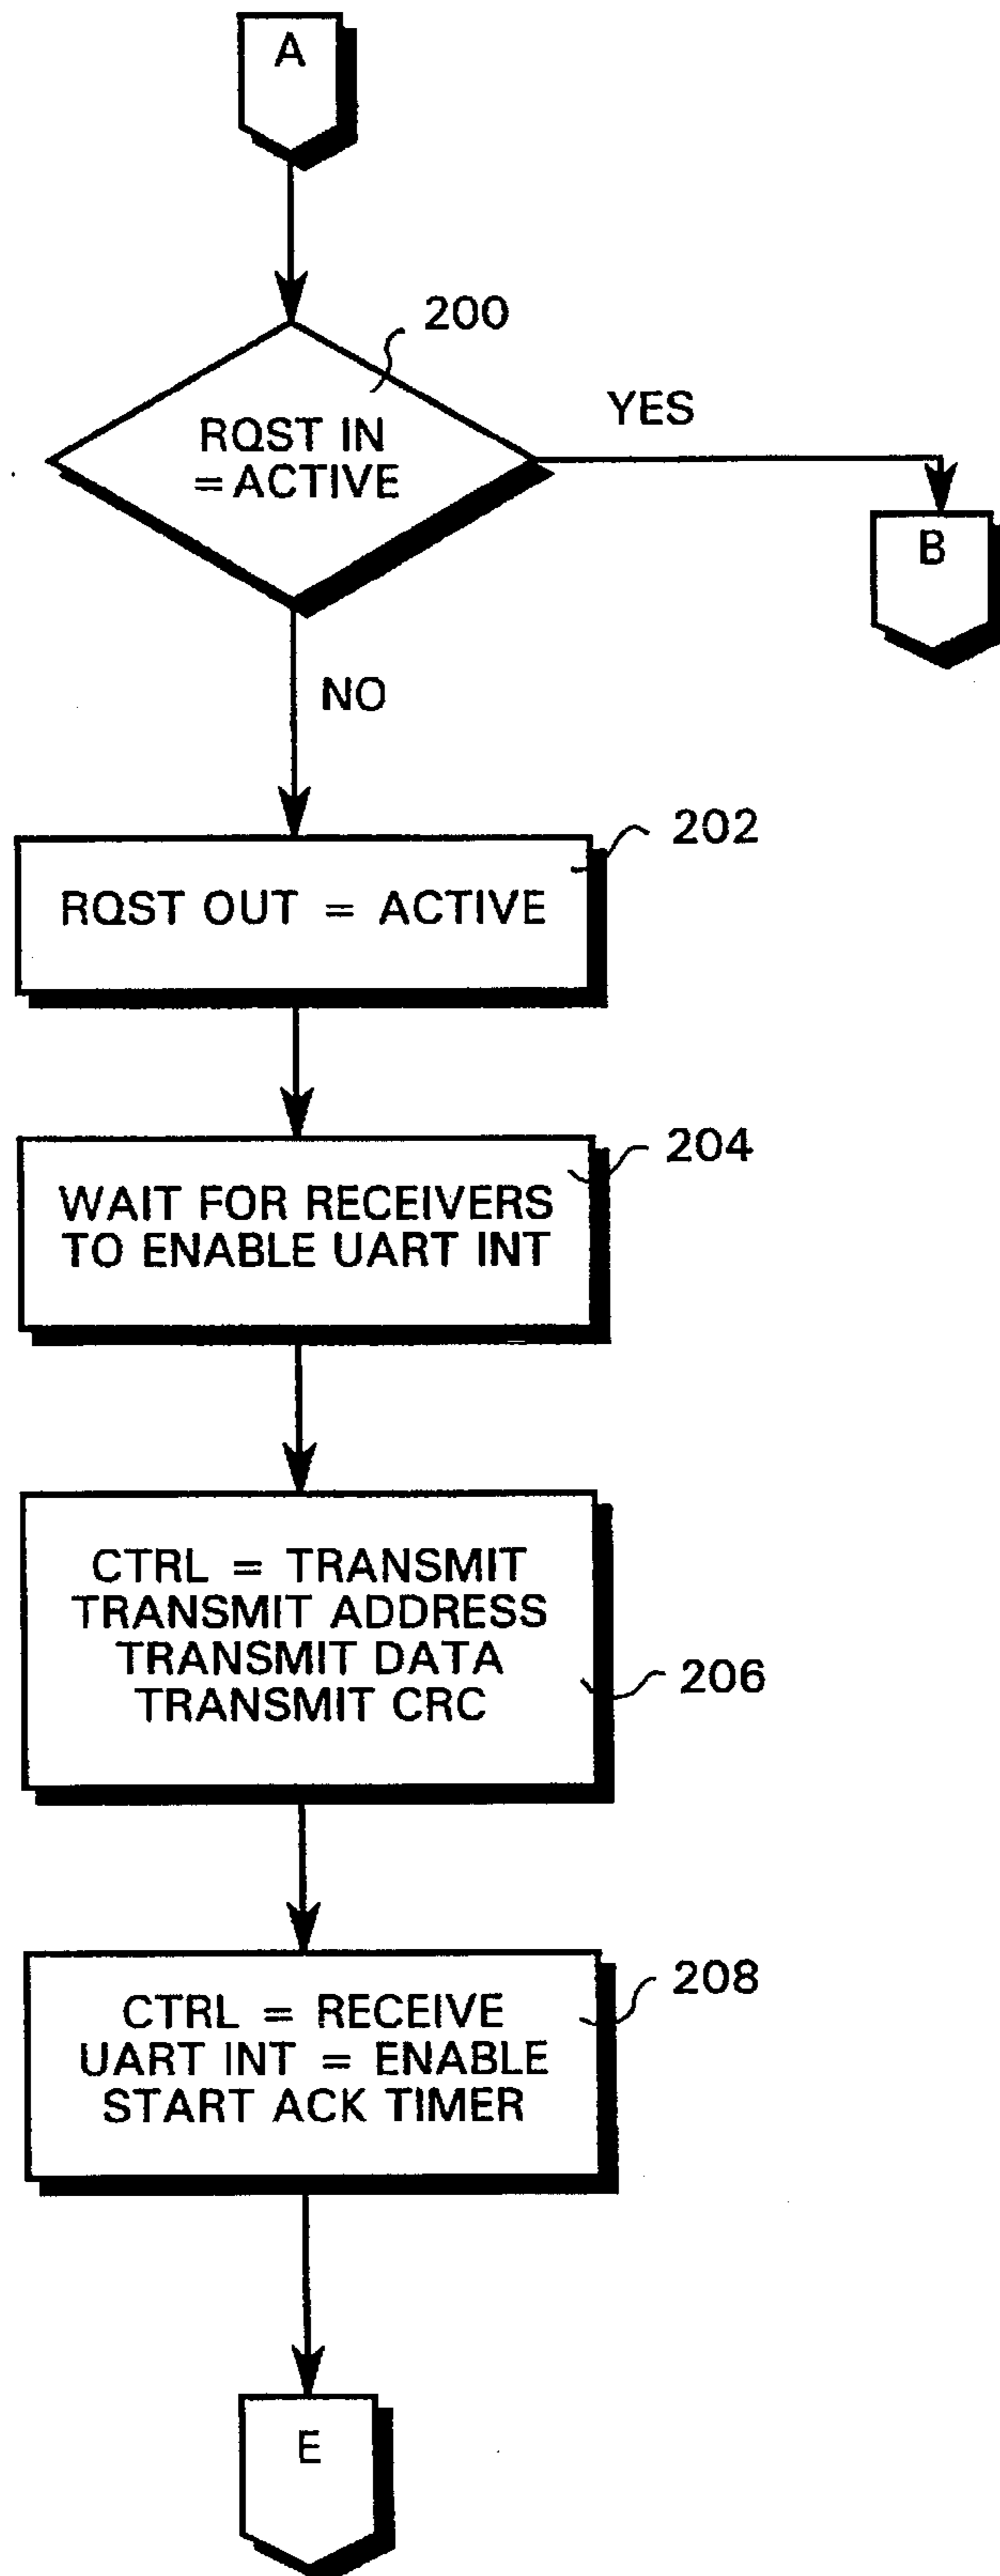 A
200
RQST IN
= ACTIVE
YES
B
NO
202
RQST OUT = ACTIVE
204
WAIT FOR RECEIVERS
TO ENABLE UART INT
CTRL = TRANSMIT
TRANSMIT ADDRESS
TRANSMIT DATA
TRANSMIT CRC
206
208
CTRL = RECEIVE
UART INT = ENABLE
START ACK TIMER
E